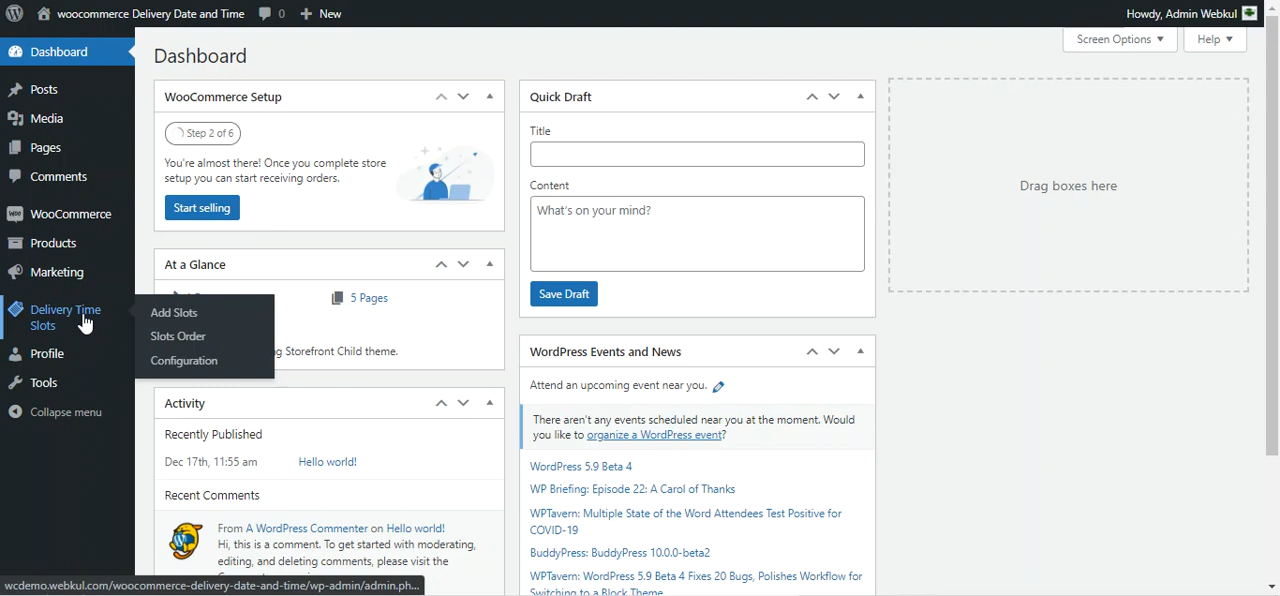 woocommerce Delivery Date and Time 0 New
Howdy, Admin Webkul
Dashboard
Posts
Media
Pages
Comments
WooCommerce
Products
Marketing
Delivery Time
Slots
Profile
Tools
Collapse menu
Add Slots
Slots Order
Configuration
Screen Options
Help
Dashboard
WooCommerce Setup
Step 2 of 6
You're almost there! Once you complete store
setup you can start receiving orders.
Start selling
At a Glance
5 Pages
Storefront Child theme.
Activity
Recently Published
Dec 17th, 11:55 am Hello world!
Recent Comments
From A WordPress Commenter on Hello world!
Hi, this is a comment. To get started with moderating,
editing, and deleting comments, please visit the
Quick Draft
Title
Content
What's on your mind?
Save Draft
WordPress Events and News
Attend an upcoming event near you.
There aren't any events scheduled near you at the moment. Would
you like to organize a WordPress event?
WordPress 5.9 Beta 4
WP Briefing: Episode 22: A Carol of Thanks
WPTavern: Multiple State of the Word Attendees Test Positive for
COVID-19
BuddyPress: BuddyPress 10.0.0-beta2
WPTavern: WordPress 5.9 Beta 4 Fixes 20 Bugs, Polishes Workflow for
Switching to a Block Theme
Drag boxes here
wcdemo.webkul.com/woocommerce-delivery-date-and-time/wp-admin/admin.ph...